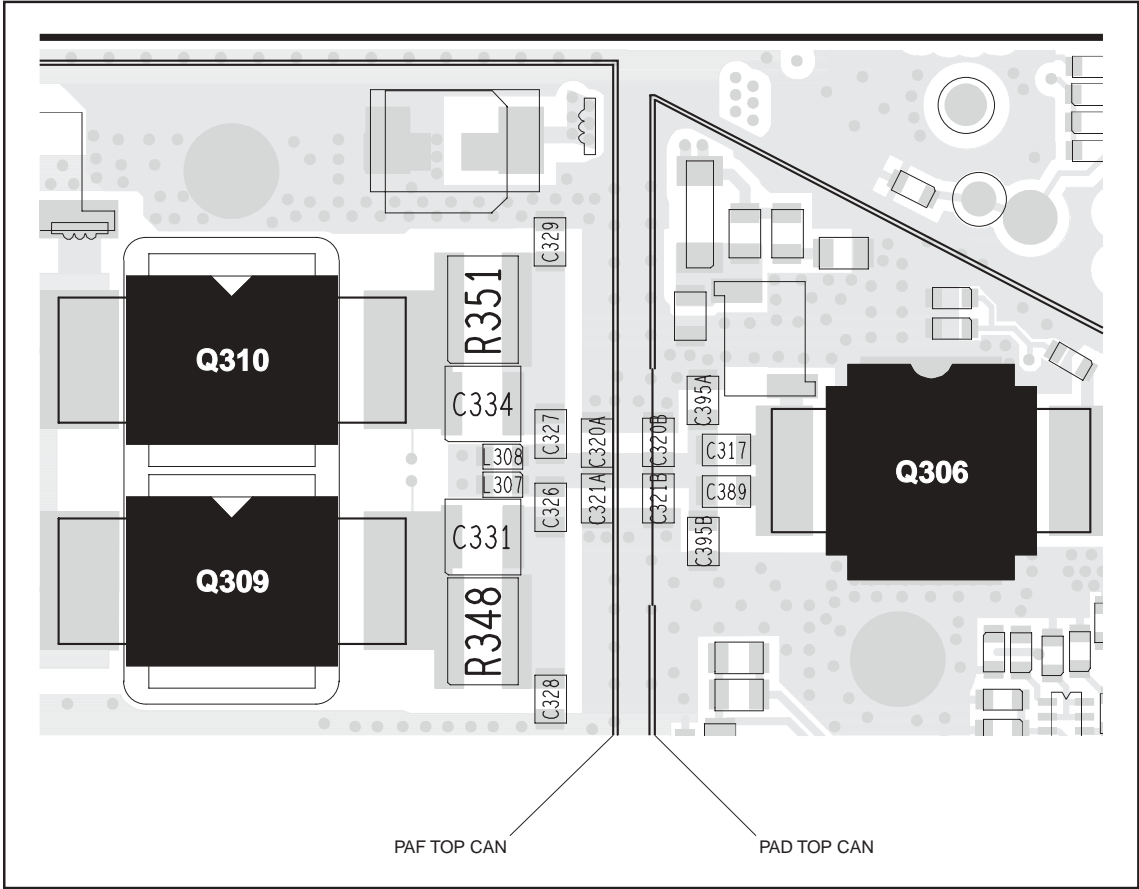 C329
R351
Q310
C334
C395A
C327
C320A
C320B
C317
L308
L307
Q306
C326
C321A
C321B
C389
C331
C395B
Q309
R348
C328
PAF TOP CAN
PAD TOP CAN